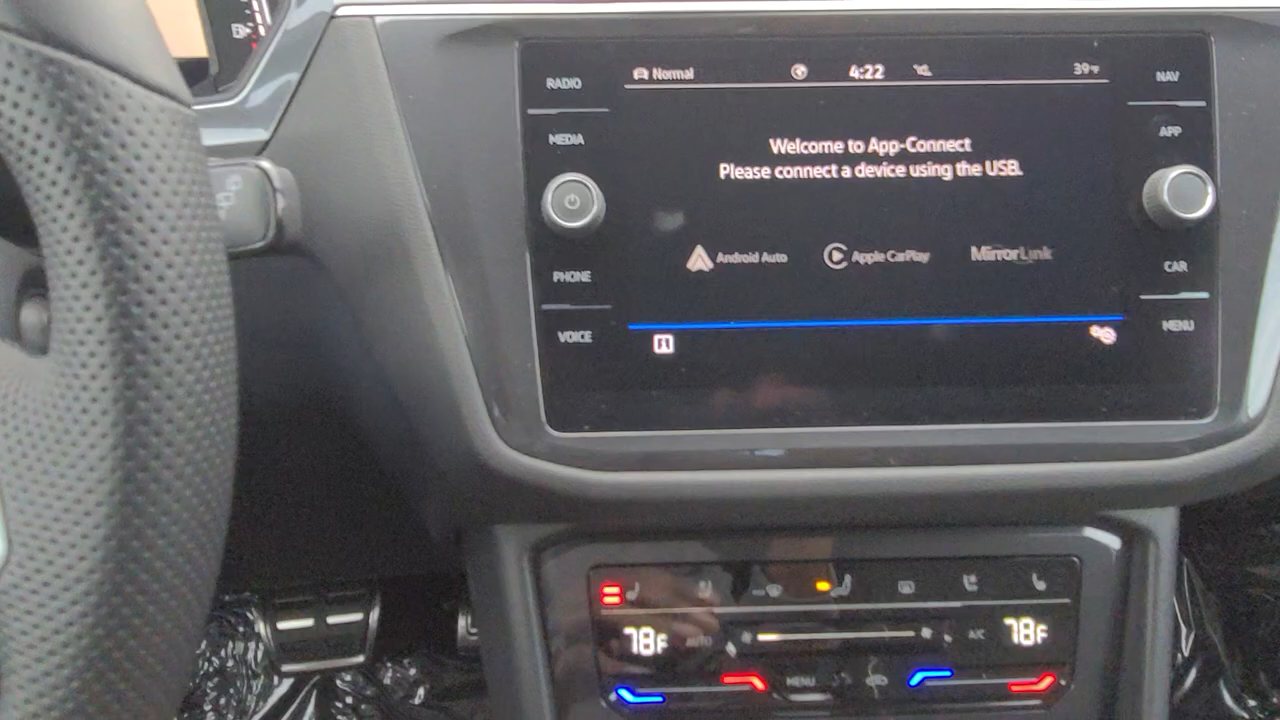 RADIO
MEDIA
PHONE
VOICE
Normal
4:22
39°F
Welcome to App-Connect
Please connect a device using the USB.
Android Auto
Apple CarPlay
MirrorLink
NAV
APP
CAR
MENU
78F
AUTO
A/C
78F
MENU